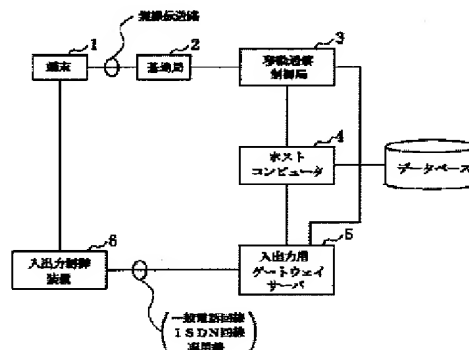 無線伝送路
1
端末
2
基地局
3
移動通信
制御局
4
ホスト
コンピュータ
データベース
6
入出力制御
装置
5
入出力用
ゲートウェイ
サーバ
一般電話回線
ISDN回線
専用線